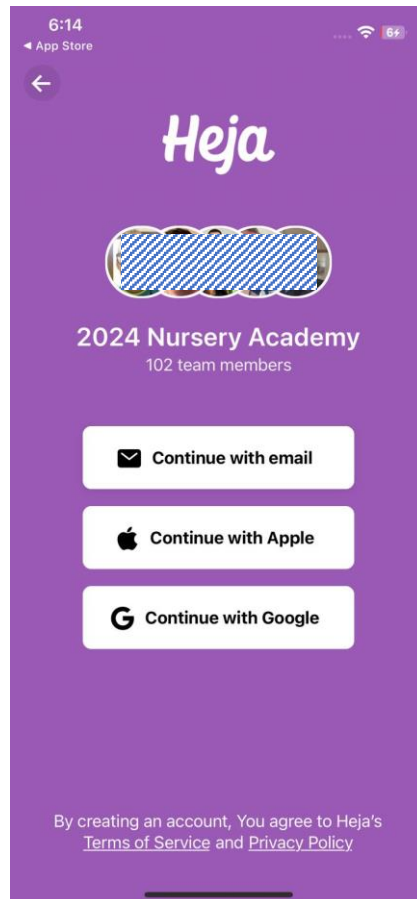 6:14
◀ App Store
64
Heja
2024 Nursery Academy
102 team members
Continue with email
Continue with Apple
Continue with Google
By creating an account, You agree to Heja’s
Terms of Service and Privacy Policy